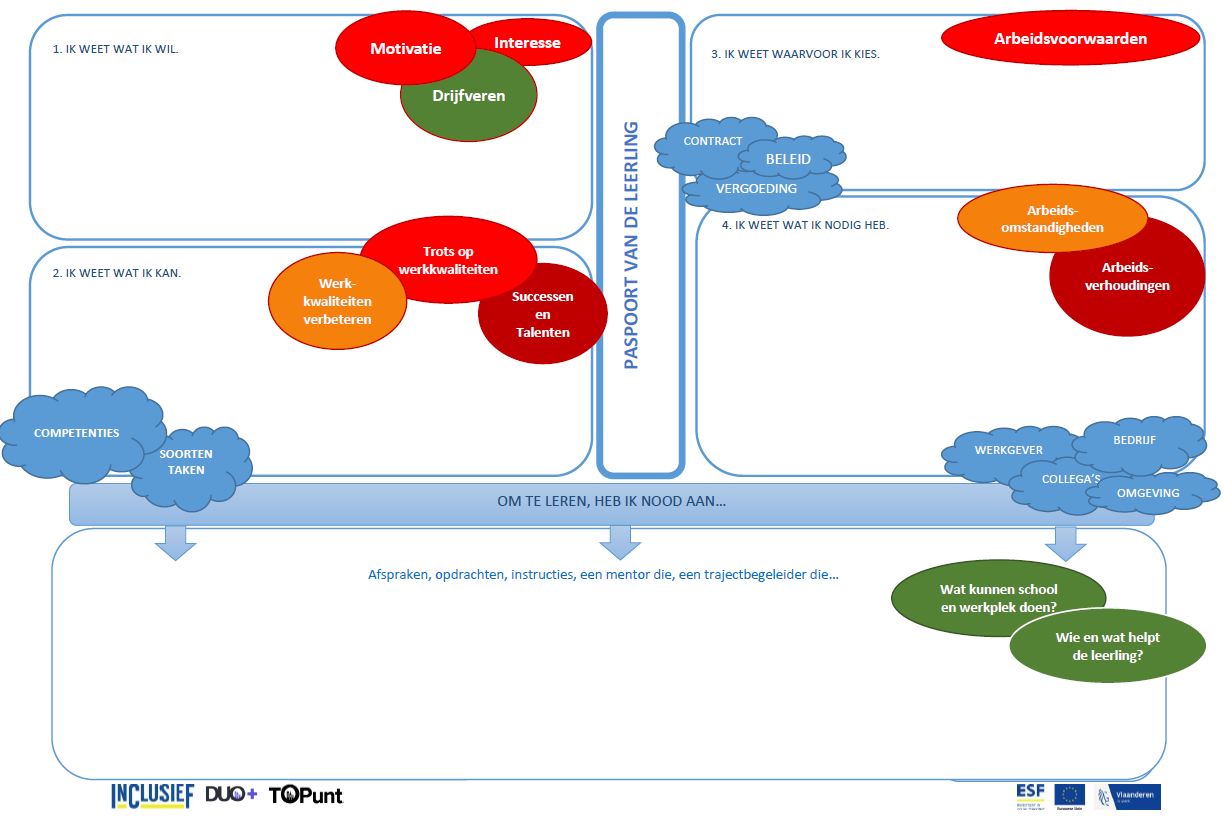 1. IK WEET WAT IK WIL.
Motivatie
Interesse
Drijfveren
2. IK WEET WAT IK KAN.
Trots op
werkkwaliteiten
Werk-
kwaliteiten
verbeteren
Successen
en
Talenten
COMPETENTIES
SOORTEN
TAKEN
PASPOORT VAN DE LEERLING
3. IK WEET WAARVOOR IK KIES.
Arbeidsvoorwaarden
CONTRACT
BELEID
VERGOEDING
4. IK WEET WAT IK NODIG HEB.
Arbeids-
omstandigheden
Arbeids-
verhoudingen
WERKGEVER
BEDRIJF
COLLEGA'S
OMGEVING
OM TE LEREN, HEB IK NOOD AAN...
Afspraken, opdrachten, instructies, een mentor die, een trajectbegeleider die...
Wat kunnen school
en werkplek doen?
Wie en wat helpt
de leerling?
INCLUSIEF
DUO+
TOPunt
ESF
Vlaanderen